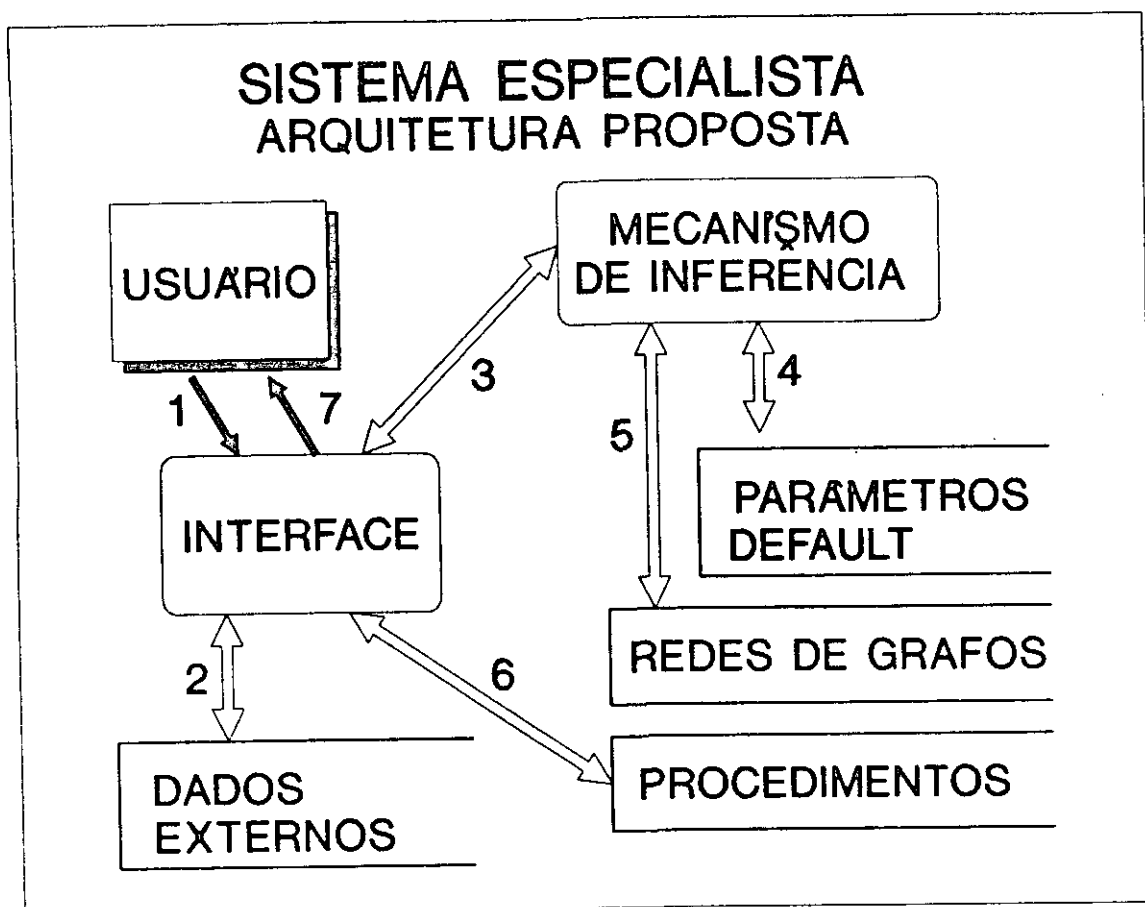 SISTEMA ESPECIALISTA
ARQUITETURA PROPOSTA
USUÁRIO
MECANISMO
DE INFERÊNCIA
1
7
3
4
5
INTERFACE
PARÂMETROS
DEFAULT
2
6
REDES DE GRAFOS
DADOS
EXTERNOS
PROCEDIMENTOS